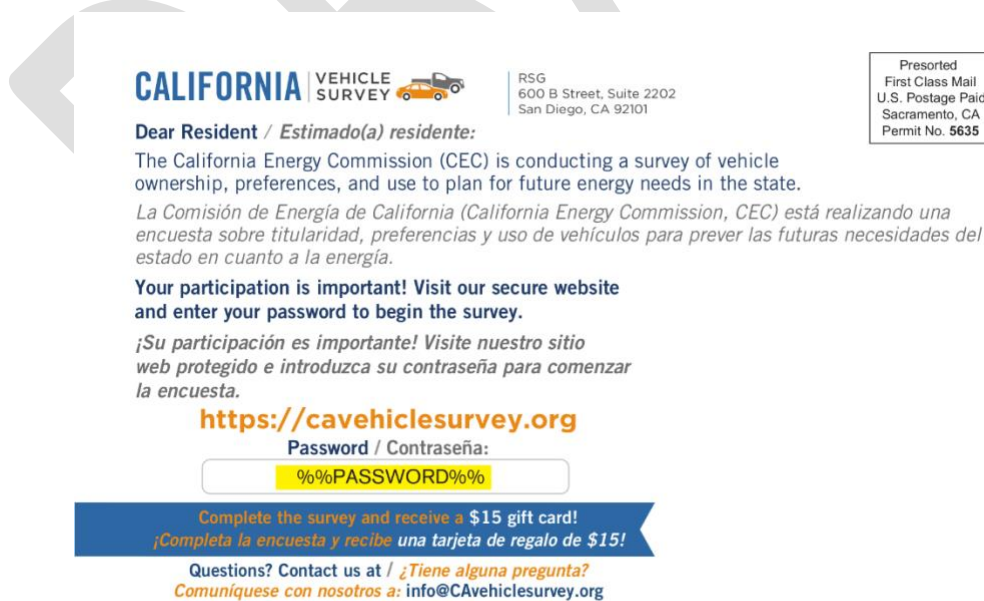 CALIFORNIA VEHICLE SURVEY
RSG
600 B Street, Suite 2202
San Diego, CA 92101
Presorted
First Class Mail
U.S. Postage Paid
Sacramento, CA
Permit No. 5635
Dear Resident / Estimado(a) residente:
The California Energy Commission (CEC) is conducting a survey of vehicle
ownership, preferences, and use to plan for future energy needs in the state.
La Comisión de Energía de California (California Energy Commission, CEC) está realizando una
encuesta sobre titularidad, preferencias y uso de vehículos para prever las futuras necesidades del
estado en cuanto a la energía.
Your participation is important! Visit our secure website
and enter your password to begin the survey.
¡Su participación es importante! Visite nuestro sitio
web protegido e introduzca su contraseña para comenzar
la encuesta.
https://cavehiclesurvey.org
Password / Contraseña:
%%PASSWORD%%
Complete the survey and receive a $15 gift card!
¡Completa la encuesta y recibe una tarjeta de regalo de $15!
Questions? Contact us at / ¿Tiene alguna pregunta?
Comuníquese con nosotros a: info@CAvehiclesurvey.org